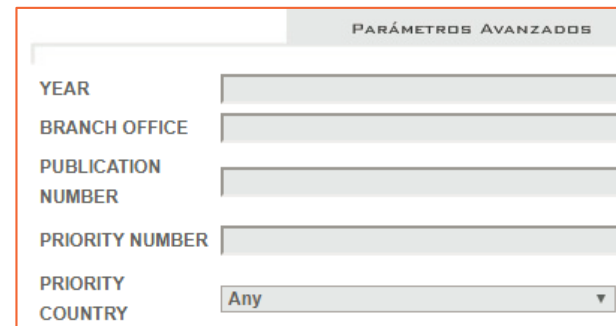 PARÁMETROS AVANZADOS
YEAR
BRANCH OFFICE
PUBLICATION
NUMBER
PRIORITY NUMBER
PRIORITY
COUNTRY
Any